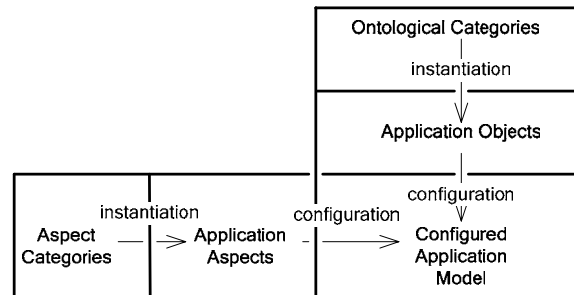 Ontological Categories
instantiation
Application Objects
configuration
instantiation
configuration
Aspect
Categories
Application
Aspects
Configured
Application
Model